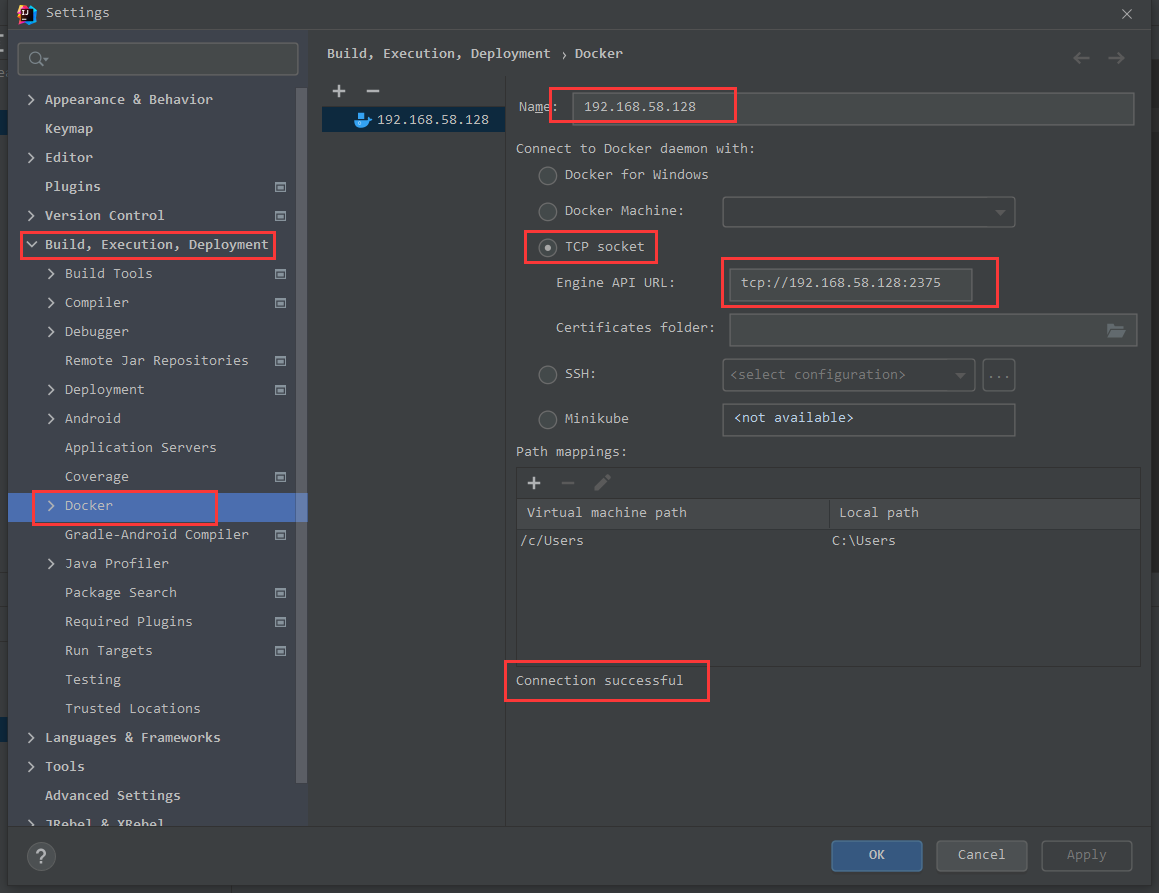 Settings
Appearance & Behavior
Keymap
Editor
Plugins
Version Control
Build, Execution, Deployment
Build Tools
Compiler
Debugger
Remote Jar Repositories
Deployment
Android
Application Servers
Coverage
Docker
Gradle-Android Compiler
Java Profiler
Package Search
Required Plugins
Run Targets
Testing
Trusted Locations
Languages & Frameworks
Tools
Advanced Settings
JRebel & XRebel
Build, Execution, Deployment › Docker
192.168.58.128
Name: 192.168.58.128
Connect to Docker daemon with:
Docker for Windows
Docker Machine:
TCP socket
Engine API URL: tcp://192.168.58.128:2375
Certificates folder:
SSH: <select configuration> ...
Minikube <not available>
Path mappings:
Virtual machine path Local path
/c/Users C:\Users
Connection successful
? OK Cancel Apply